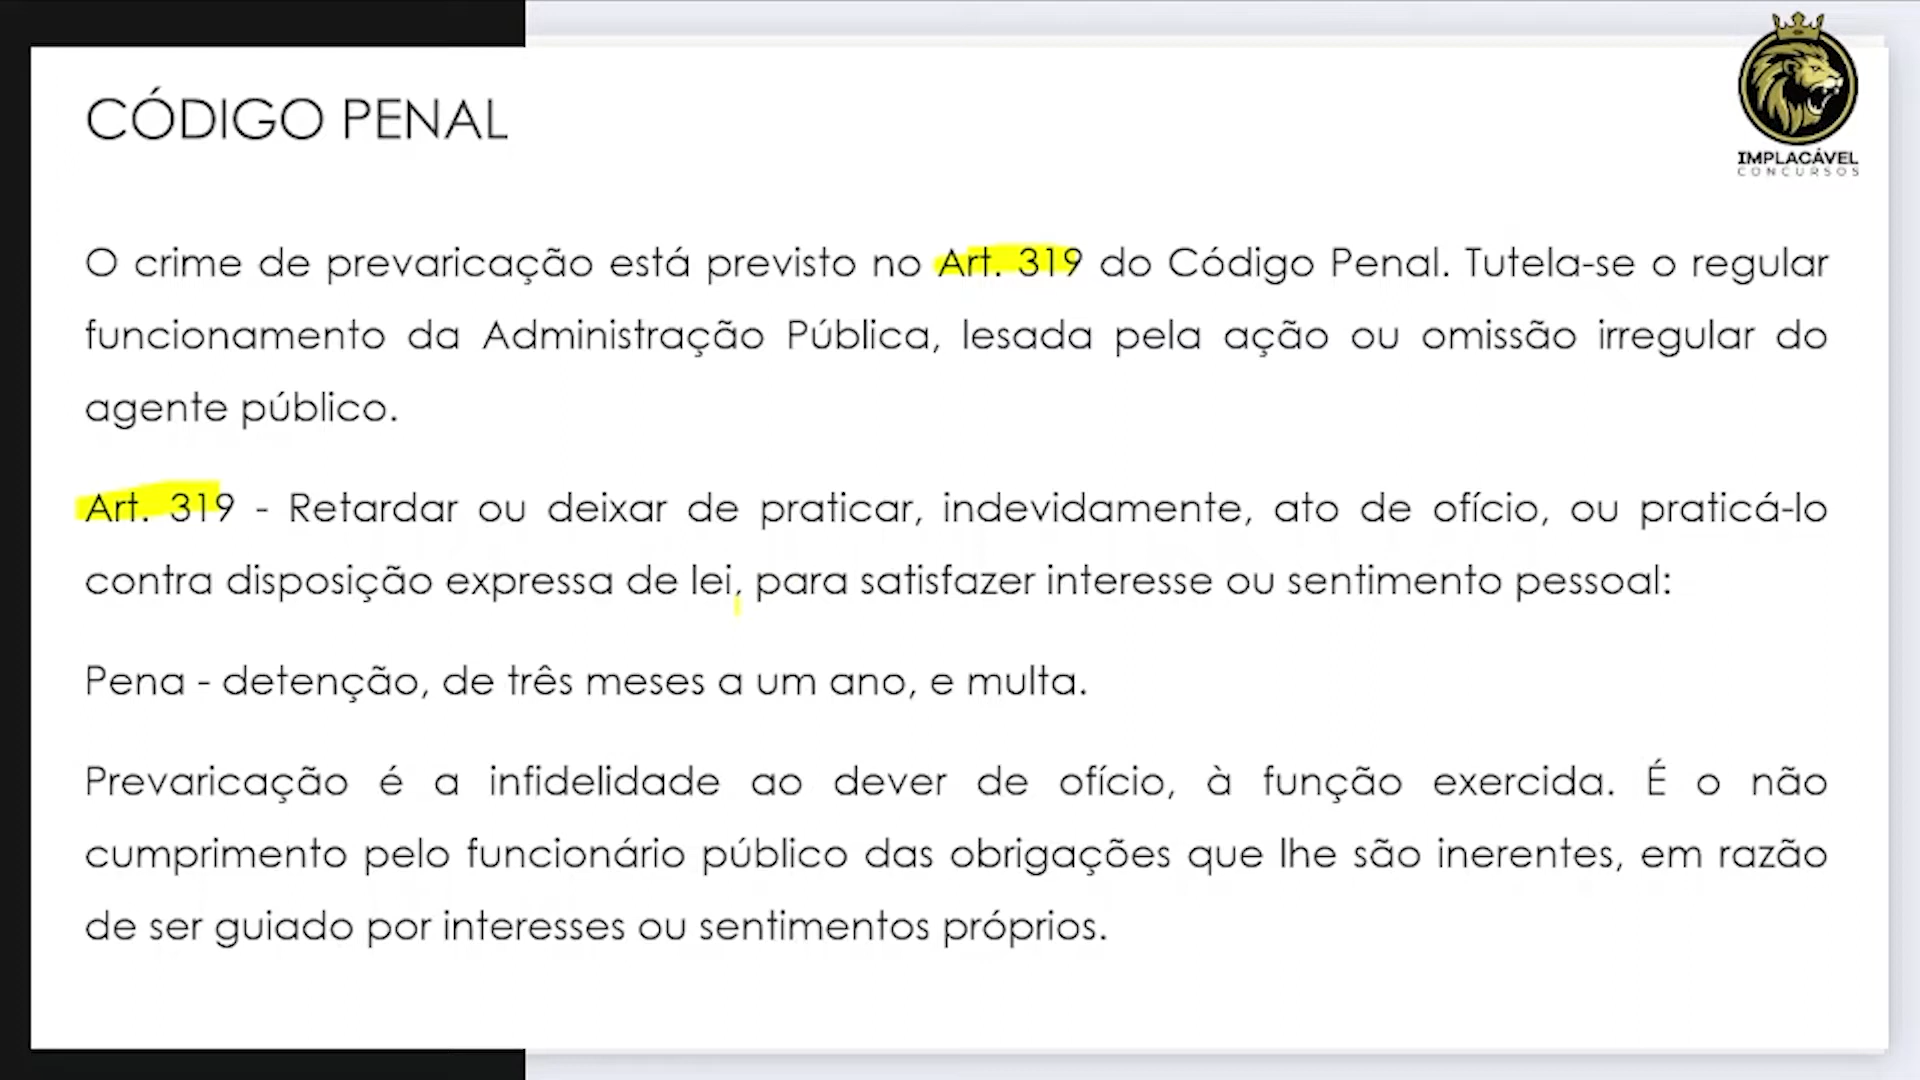 CÓDIGO PENAL
IMPLACÁVEL
CONCURSOS
O crime de prevaricação está previsto no Art. 319 do Código Penal. Tutela-se o regular
funcionamento da Administração Pública, lesada pela ação ou omissão irregular do
agente público.
Art. 319 - Retardar ou deixar de praticar, indevidamente, ato de ofício, ou praticá-lo
contra disposição expressa de lei, para satisfazer interesse ou sentimento pessoal:
Pena - detenção, de três meses a um ano, e multa.
Prevaricação é a infidelidade ao dever de ofício, à função exercida. É o não
cumprimento pelo funcionário público das obrigações que lhe são inerentes, em razão
de ser guiado por interesses ou sentimentos próprios.